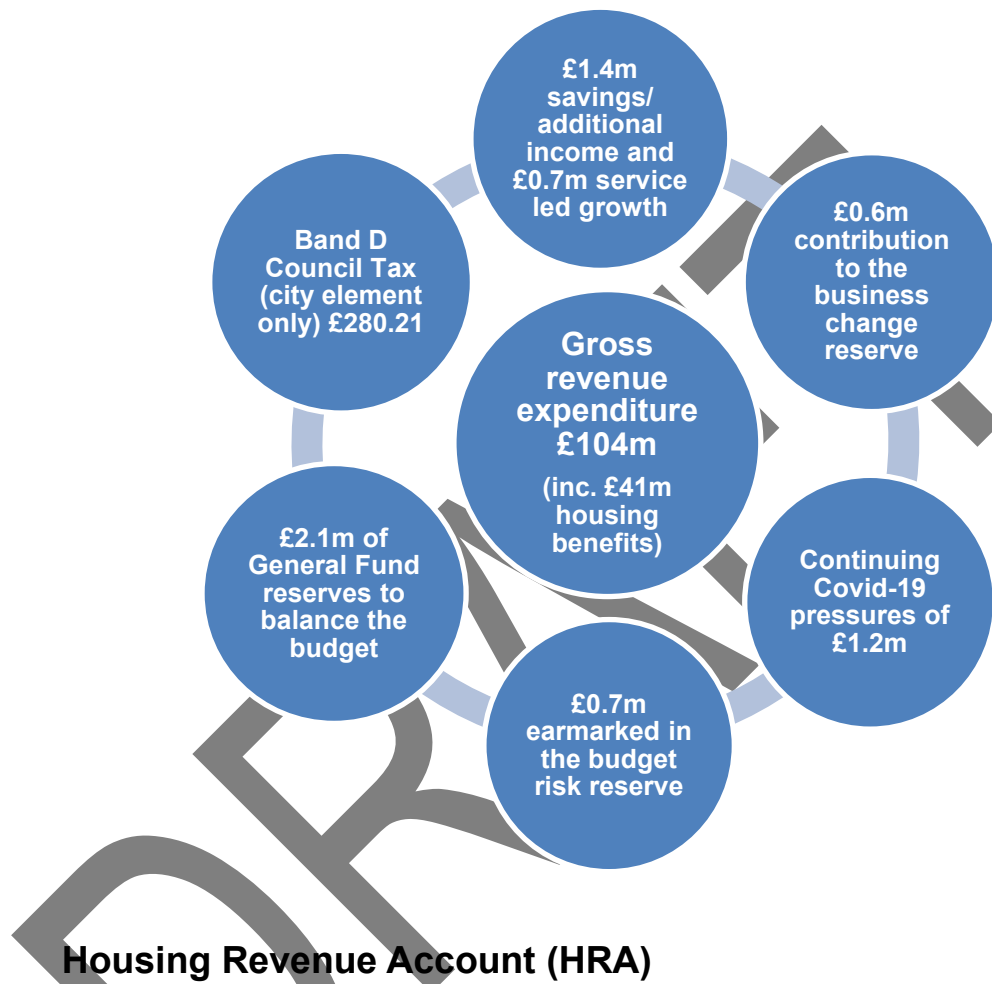 £1.4m
savings/
additional
income and
£0.7m service
led growth
£0.6m
contribution
to the
business
change
reserve
Continuing
Covid-19
pressures of
£1.2m
£0.7m
earmarked in
the budget
risk reserve
£2.1m of
General Fund
reserves to
balance the
budget
Band D
Council Tax
(city element
only) £280.21
Gross
revenue
expenditure
£104m
(inc. £41m
housing
benefits)
Housing Revenue Account (HRA)